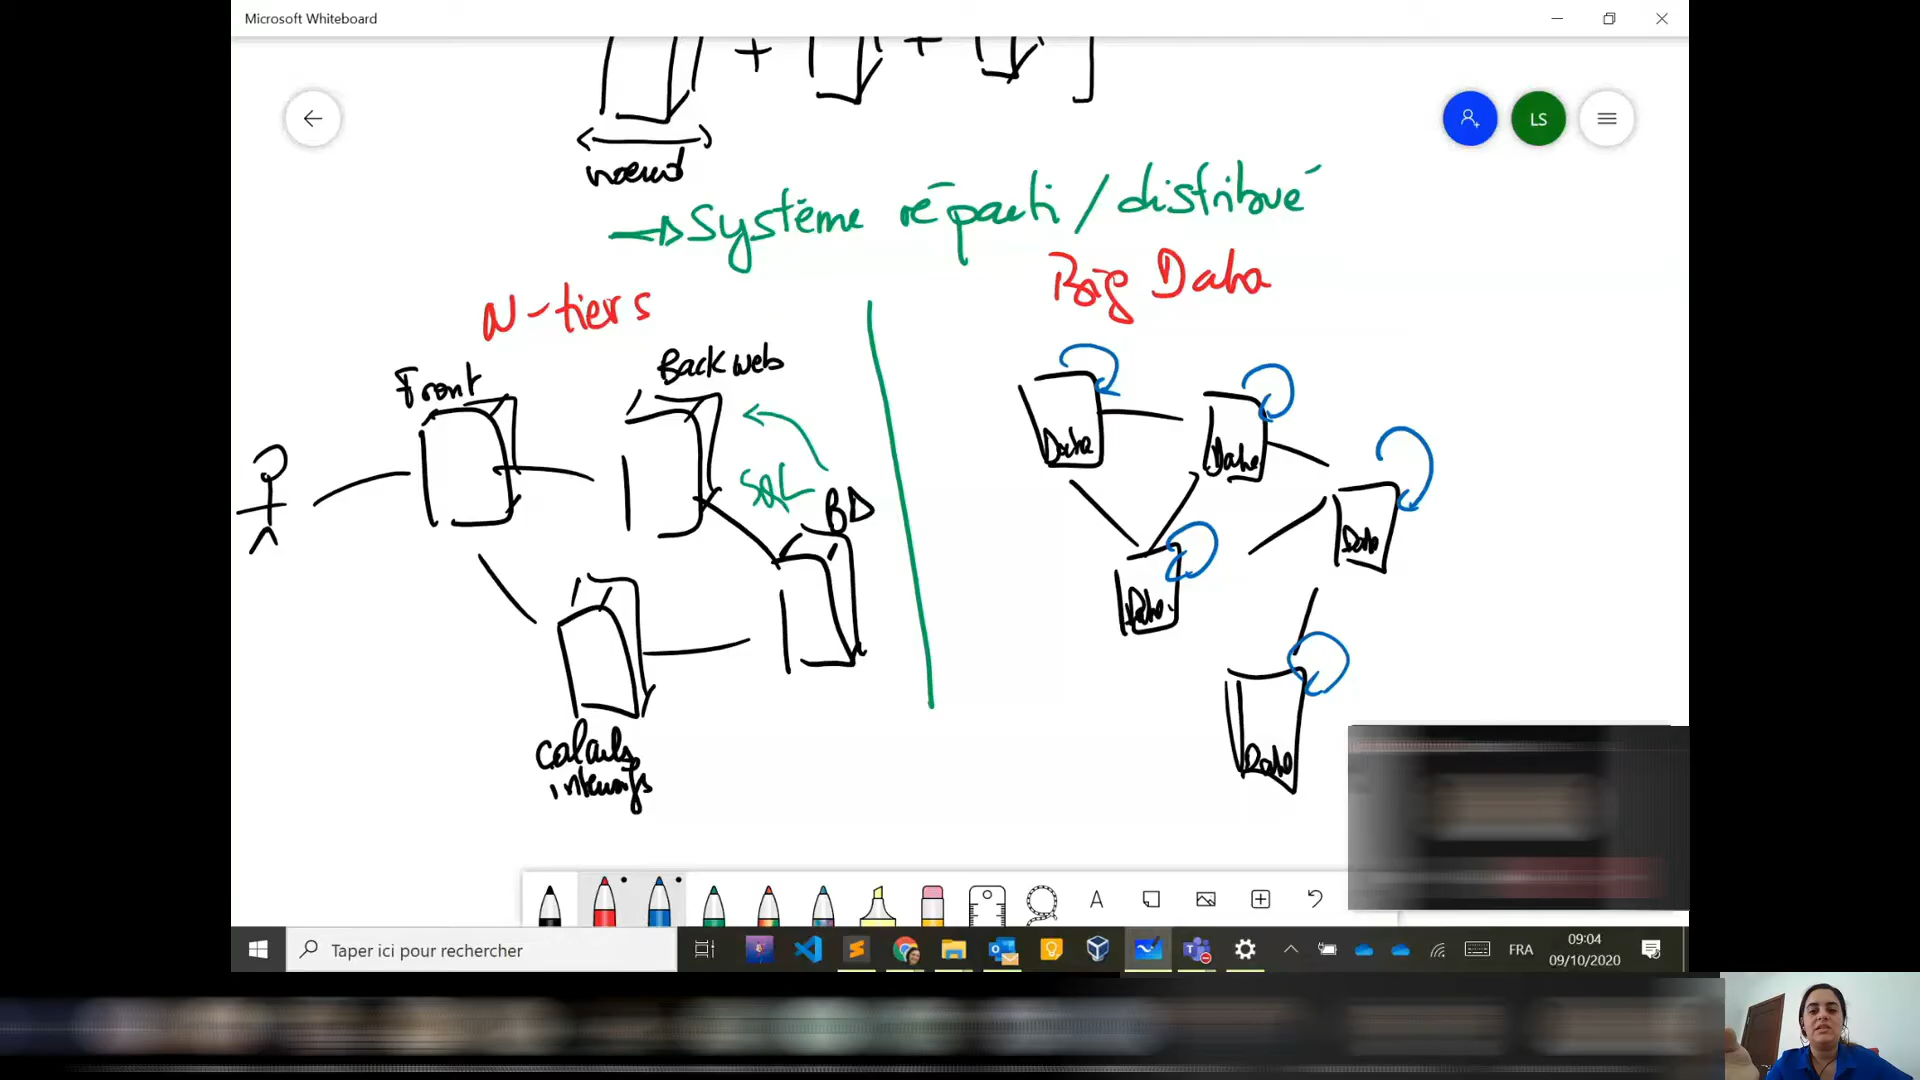 Microsoft Whiteboard
+ + ]
LS
noeud
→ Système réparti / distribué
N-tiers
Big Data
Front
Back web
SQL
BD
calculs
intensifs
Data
Data
Data
Data
Data
Taper ici pour rechercher
FRA
09:04
09/10/2020